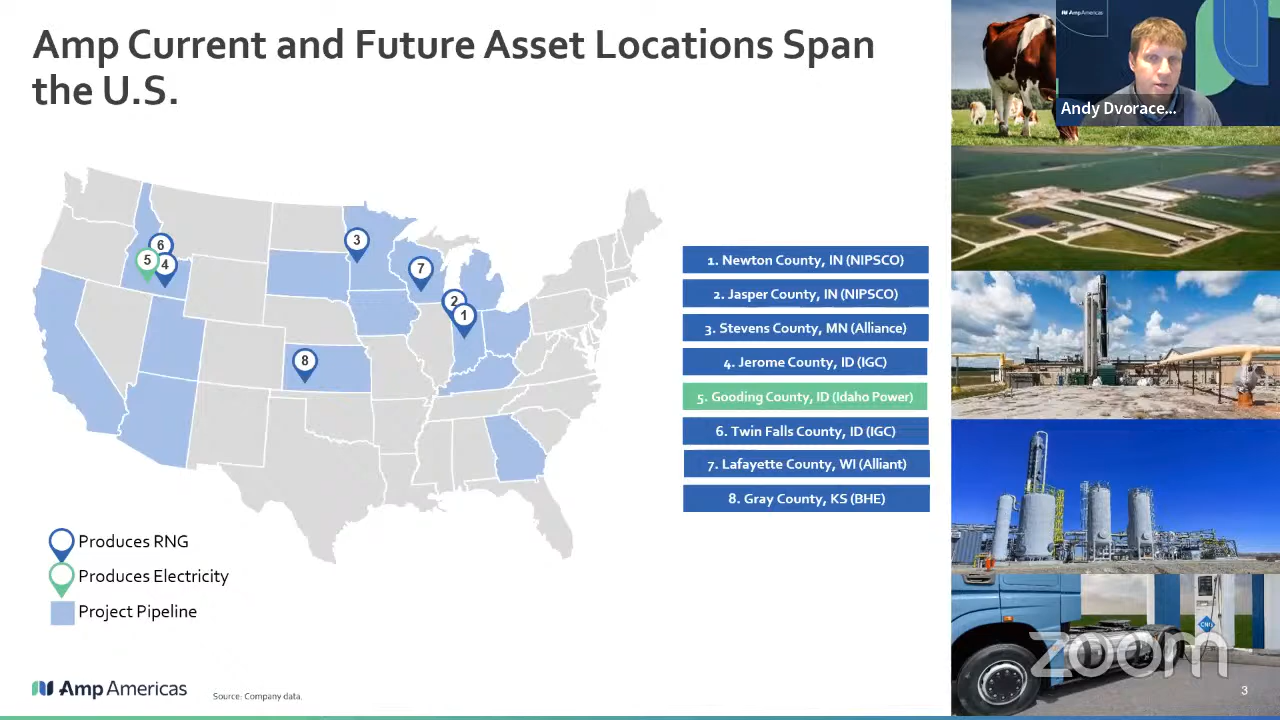 Amp Current and Future Asset Locations Span
the U.S.
AmpAmericas
Andy Dvorace...
6
5
4
3
7
2
1
8
1. Newton County, IN (NIPSCO)
2. Jasper County, IN (NIPSCO)
3. Stevens County, MN (Alliance)
4. Jerome County, ID (IGC)
5. Gooding County, ID (Idaho Power)
6. Twin Falls County, ID (IGC)
7. Lafayette County, WI (Alliant)
8. Gray County, KS (BHE)
Produces RNG
Produces Electricity
Project Pipeline
CNG
zoom
AmpAmericas
Source: Company data.
3